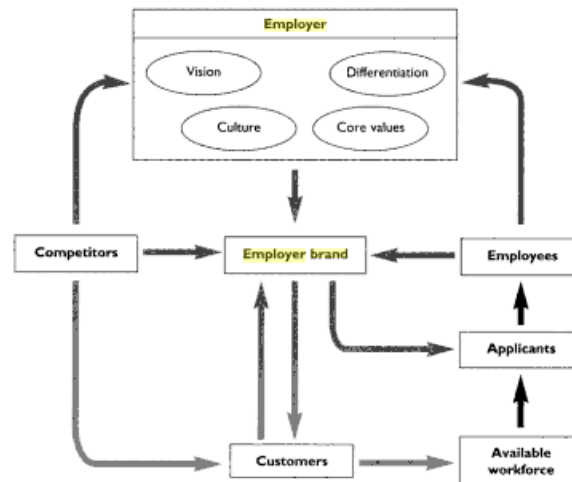 Employer
Vision
Differentiation
Culture
Core values
Competitors
Employer brand
Employees
Applicants
Customers
Available
workforce